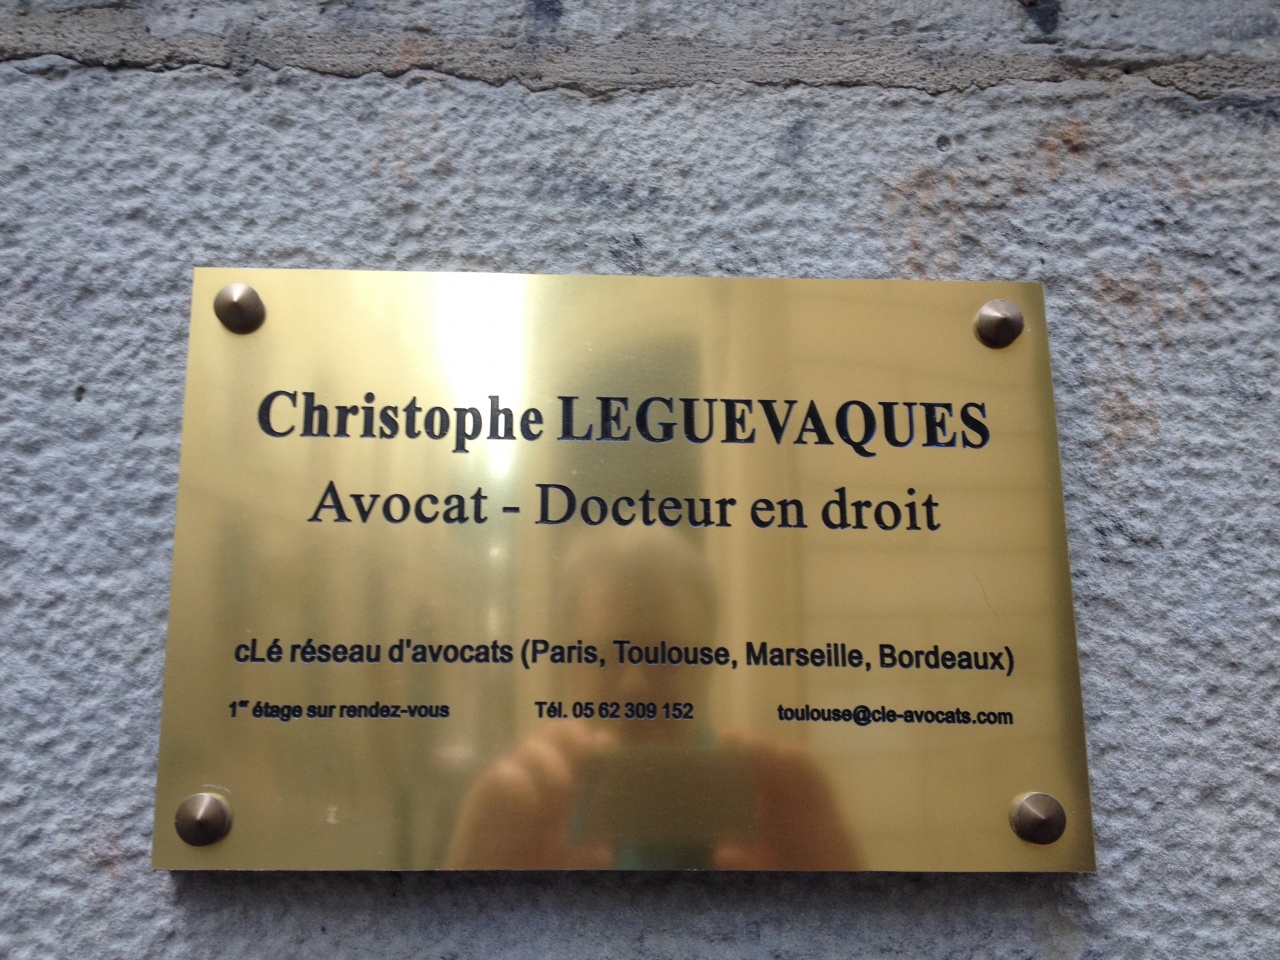 Christophe LEGUEVAQUES
Avocat - Docteur en droit
cLé réseau d'avocats (Paris, Toulouse, Marseille, Bordeaux)
1er étage sur rendez-vous Tél. 05 62 309 152 toulouse@cle-avocats.com